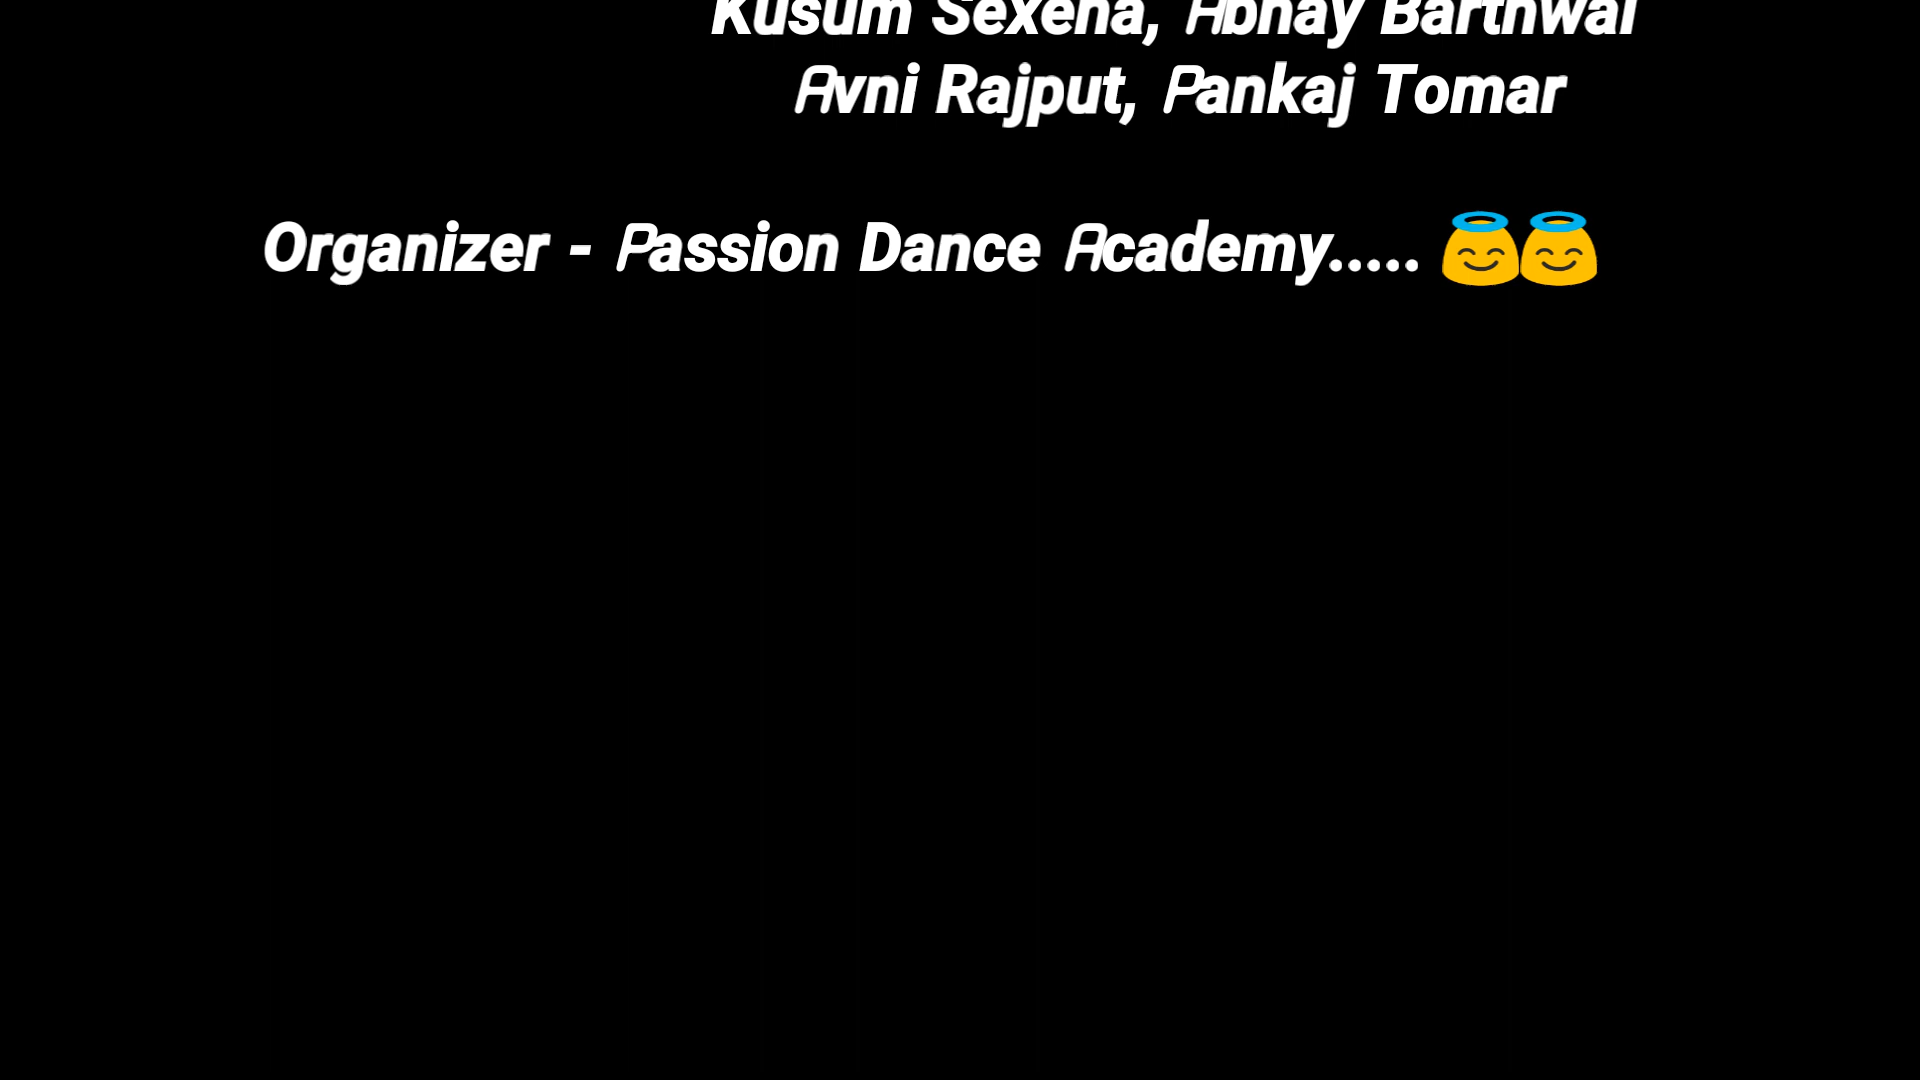 Kusum Sexena, Abhay Barthwal
Avni Rajput, Pankaj Tomar
Organizer - Passion Dance Academy..... 😇😇